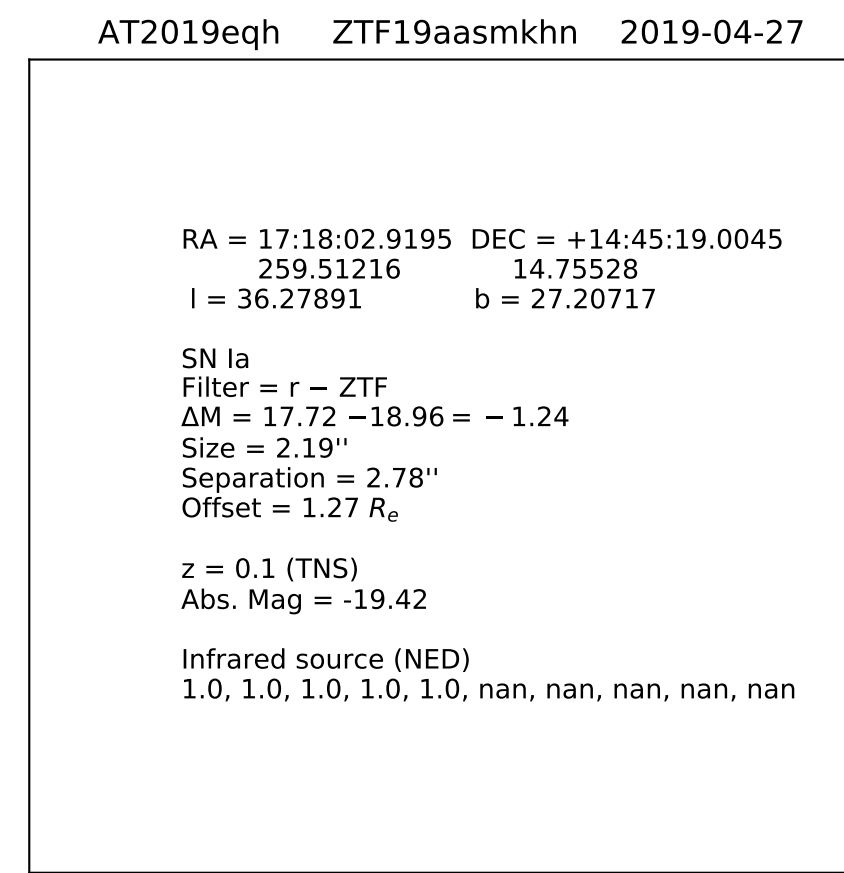 AT2019eqh ZTF19aasmkhn 2019-04-27
RA = 17:18:02.9195 DEC = +14:45:19.0045
259.51216 14.75528
l = 36.27891 b = 27.20717
SN Ia
Filter = r − ZTF
ΔM = 17.72 −18.96 = − 1.24
Size = 2.19''
Separation = 2.78''
Offset = 1.27 Rₑ
z = 0.1 (TNS)
Abs. Mag = -19.42
Infrared source (NED)
1.0, 1.0, 1.0, 1.0, 1.0, nan, nan, nan, nan, nan